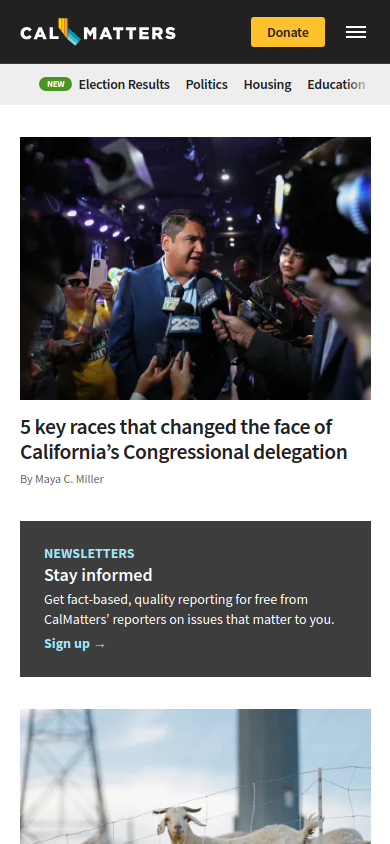 CAL MATTERS
Donate
NEW Election Results Politics Housing Education
23
5 key races that changed the face of
California's Congressional delegation
By Maya C. Miller
NEWSLETTERS
Stay informed
Get fact-based, quality reporting for free from
CalMatters' reporters on issues that matter to you.
Sign up →